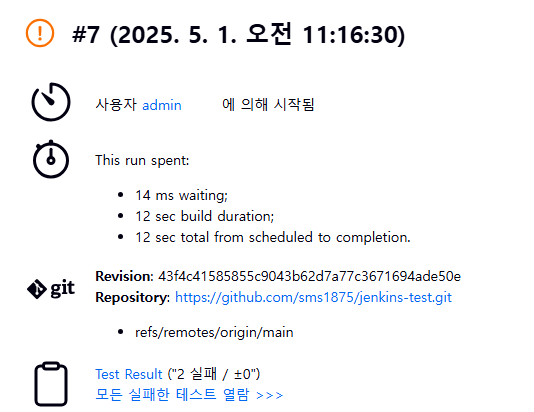 #7 (2025. 5. 1. 오전 11:16:30)
사용자 admin 에 의해 시작됨
This run spent:
14 ms waiting;
12 sec build duration;
12 sec total from scheduled to completion.
git
Revision: 43f4c41585855c9043b62d7a77c3671694ade50e
Repository: https://github.com/sms1875/jenkins-test.git
refs/remotes/origin/main
Test Result ("2 실패 / ±0")
모든 실패한 테스트 열람 >>>